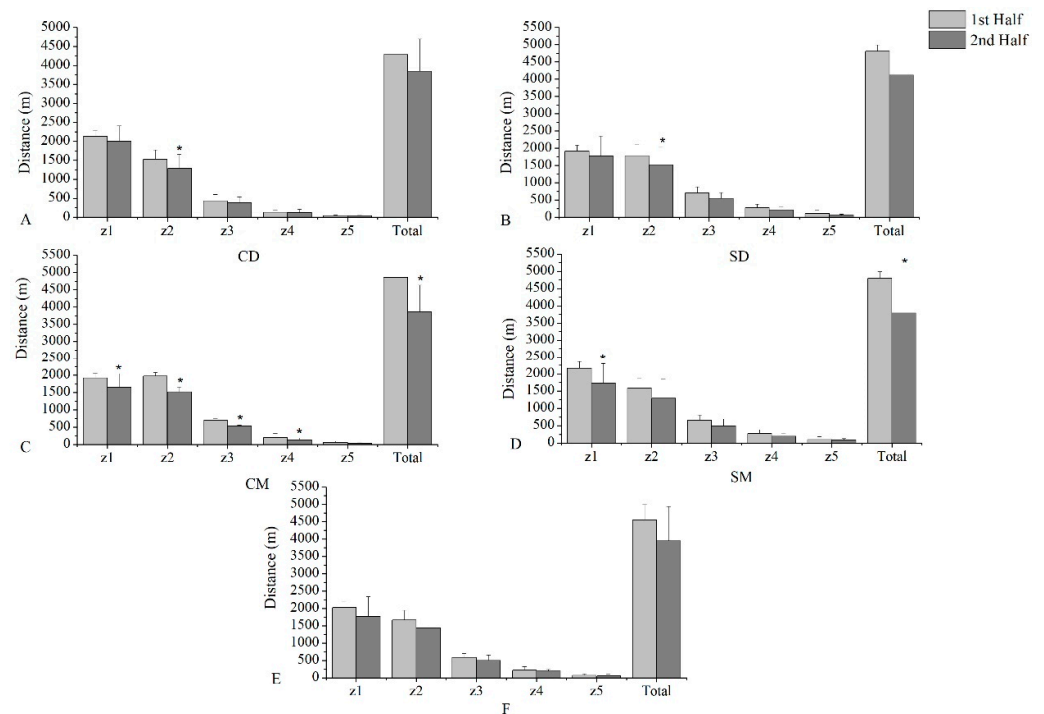 1st Half
2nd Half
5000
4500
4000
3500
3000
2500
2000
1500
1000
500
0
Distance (m)
*
A
z1 z2 z3 z4 z5 Total
CD
5500
5000
4500
4000
3500
3000
2500
2000
1500
1000
500
0
Distance (m)
*
B
z1 z2 z3 z4 z5 Total
SD
5500
5000
4500
4000
3500
3000
2500
2000
1500
1000
500
0
Distance (m)
* * * * *
C
z1 z2 z3 z4 z5 Total
CM
5500
5000
4500
4000
3500
3000
2500
2000
1500
1000
500
0
Distance (m)
* *
D
z1 z2 z3 z4 z5 Total
SM
5500
5000
4500
4000
3500
3000
2500
2000
1500
1000
500
0
Distance (m)
E
z1 z2 z3 z4 z5 Total
F